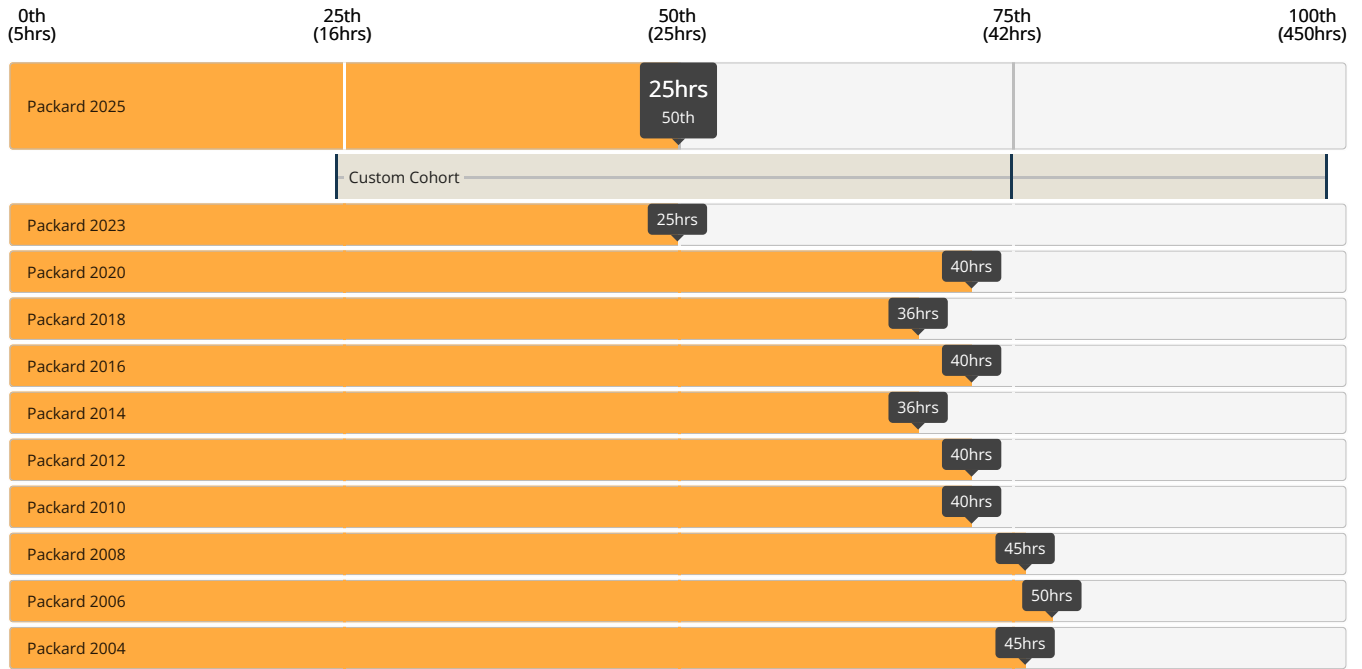 0th 25th 50th 75th 100th
(5hrs) (16hrs) (25hrs) (42hrs) (450hrs)
25hrs
Packard 2025
50th
Custom Cohort
Packard 2023 25hrs
Packard 2020 40hrs
Packard 2018 36hrs
Packard 2016 40hrs
Packard 2014 36hrs
Packard 2012 40hrs
Packard 2010 40hrs
Packard 2008 45hrs
Packard 2006 50hrs
Packard 2004 45hrs